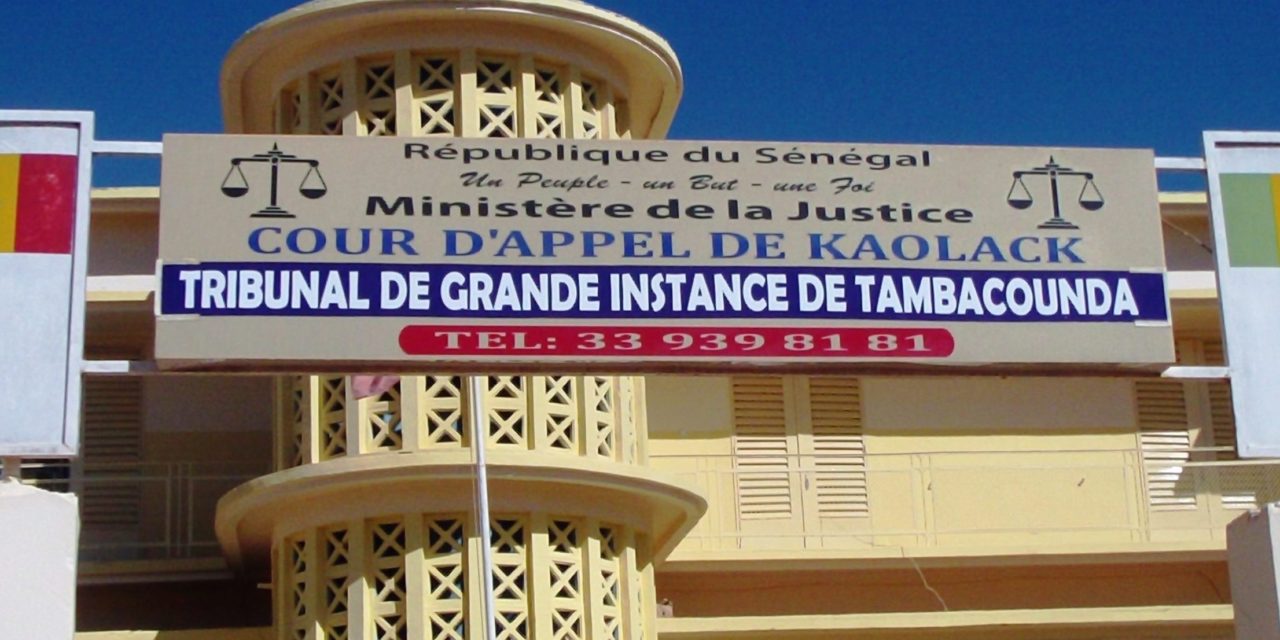 République du Sénégal
Un Peuple - un But - une Foi
Ministère de la Justice
COUR D'APPEL DE KAOLACK
TRIBUNAL DE GRANDE INSTANCE DE TAMBACOUNDA
TEL: 33 939 81 81